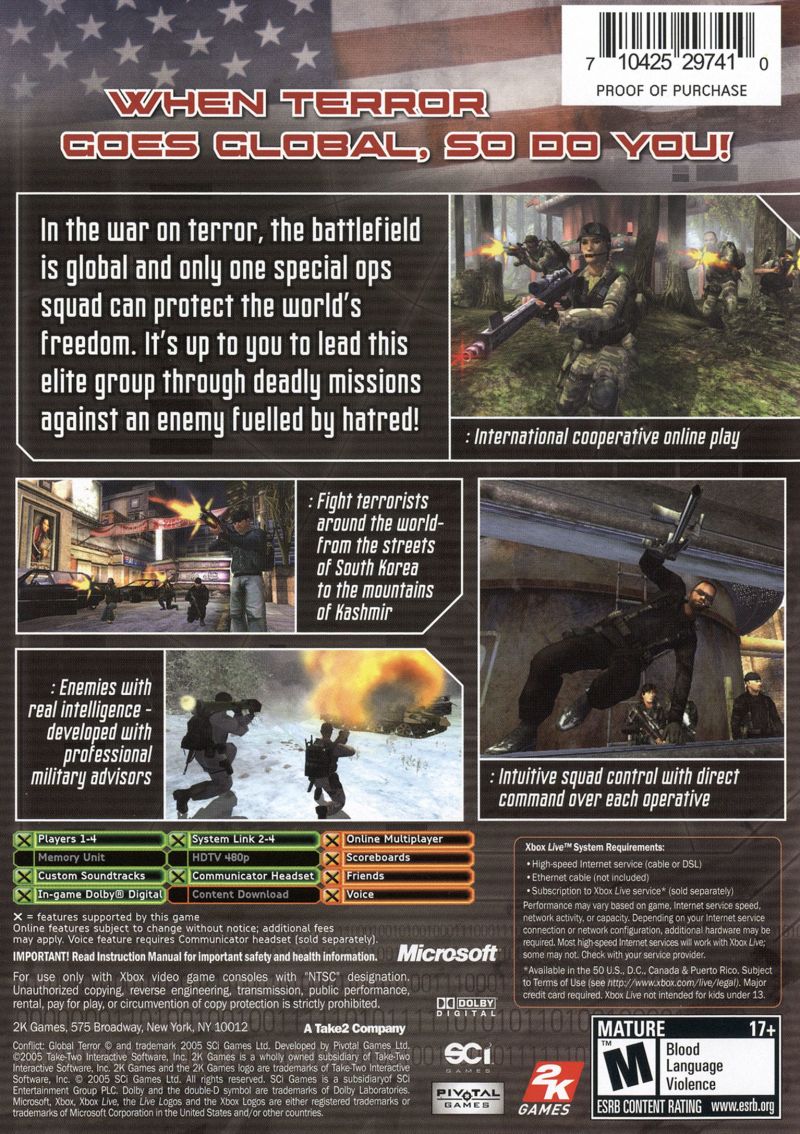 7 10425 29741 0
PROOF OF PURCHASE
WHEN TERROR
GOES GLOBAL, SO DO YOU!
In the war on terror, the battlefield
is global and only one special ops
squad can protect the world's
freedom. It's up to you to lead this
elite group through deadly missions
against an enemy fuelled by hatred!
: International cooperative online play
: Fight terrorists
around the world-
from the streets
of South Korea
to the mountains
of Kashmir
: Enemies with
real intelligence -
developed with
professional
military advisors
: Intuitive squad control with direct
command over each operative
Players 1-4
System Link 2-4
Online Multiplayer
Memory Unit
HDTV 480p
Scoreboards
Custom Soundtracks
Communicator Headset
Friends
In-game Dolby® Digital
Content Download
Voice
X = features supported by this game
Online features subject to change without notice; additional fees
may apply. Voice feature requires Communicator headset (sold separately).
IMPORTANT! Read Instruction Manual for important safety and health information.
For use only with Xbox video game consoles with "NTSC" designation.
Unauthorized copying, reverse engineering, transmission, public performance,
rental, pay for play, or circumvention of copy protection is strictly prohibited.
2K Games, 575 Broadway, New York, NY 10012
A Take2 Company
Conflict: Global Terror © and trademark 2005 SCi Games Ltd. Developed by Pivotal Games Ltd.
©2005 Take-Two Interactive Software, Inc. 2K Games is a wholly owned subsidiary of Take-Two
Interactive Software, Inc. 2K Games and the 2K Games logo are trademarks of Take-Two Interactive
Software, Inc. © 2005 SCi Games Ltd. All rights reserved. SCi Games is a subsidiaryof SCi
Entertainment Group PLC. Dolby and the double-D symbol are trademarks of Dolby Laboratories.
Microsoft, Xbox, Xbox Live, the Live Logos and the Xbox Logos are either registered trademarks or
trademarks of Microsoft Corporation in the United States and/or other countries.
Microsoft
DOLBY
DIGITAL
SCi
GAMES
PIVOTAL
GAMES
2K
GAMES
Xbox Live™ System Requirements:
• High-speed Internet service (cable or DSL)
• Ethernet cable (not included)
• Subscription to Xbox Live service* (sold separately)
Performance may vary based on game, Internet service speed,
network activity, or capacity. Depending on your Internet service
connection or network configuration, additional hardware may be
required. Most high-speed Internet services will work with Xbox Live;
some may not. Check with your service provider.
*Available in the 50 U.S., D.C., Canada & Puerto Rico. Subject
to Terms of Use (see http://www.xbox.com/live/legal). Major
credit card required. Xbox Live not intended for kids under 13.
MATURE 17+
M
™
Blood
Language
Violence
ESRB CONTENT RATING www.esrb.org